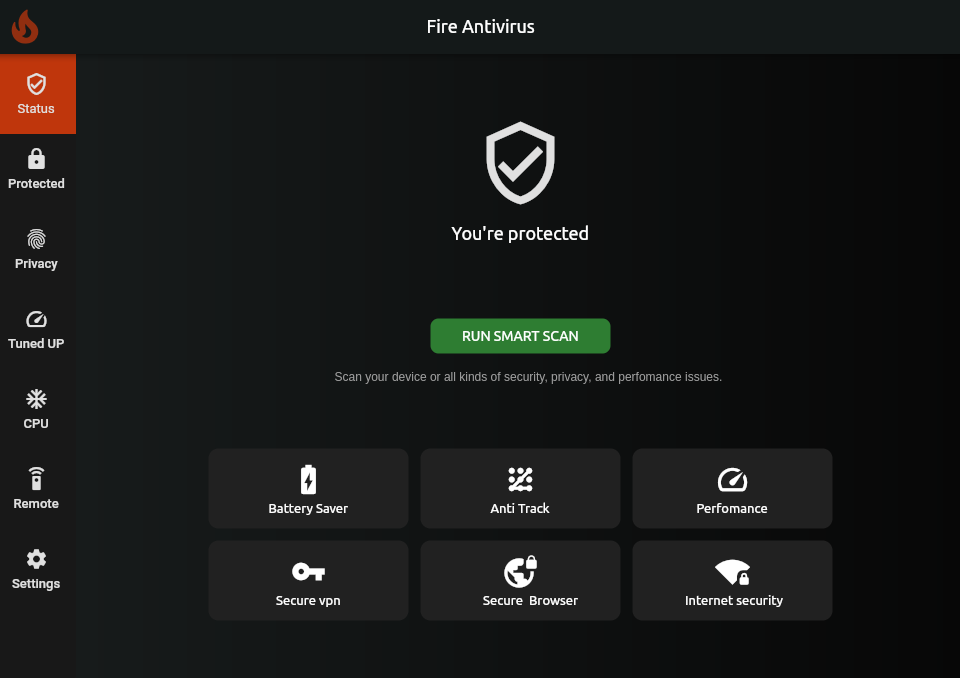 Fire Antivirus
Status
Protected
Privacy
Tuned UP
CPU
Remote
Settings
You're protected
RUN SMART SCAN
Scan your device or all kinds of security, privacy, and perfomance issues.
Battery Saver
Anti Track
Perfomance
Secure vpn
Secure Browser
Internet security